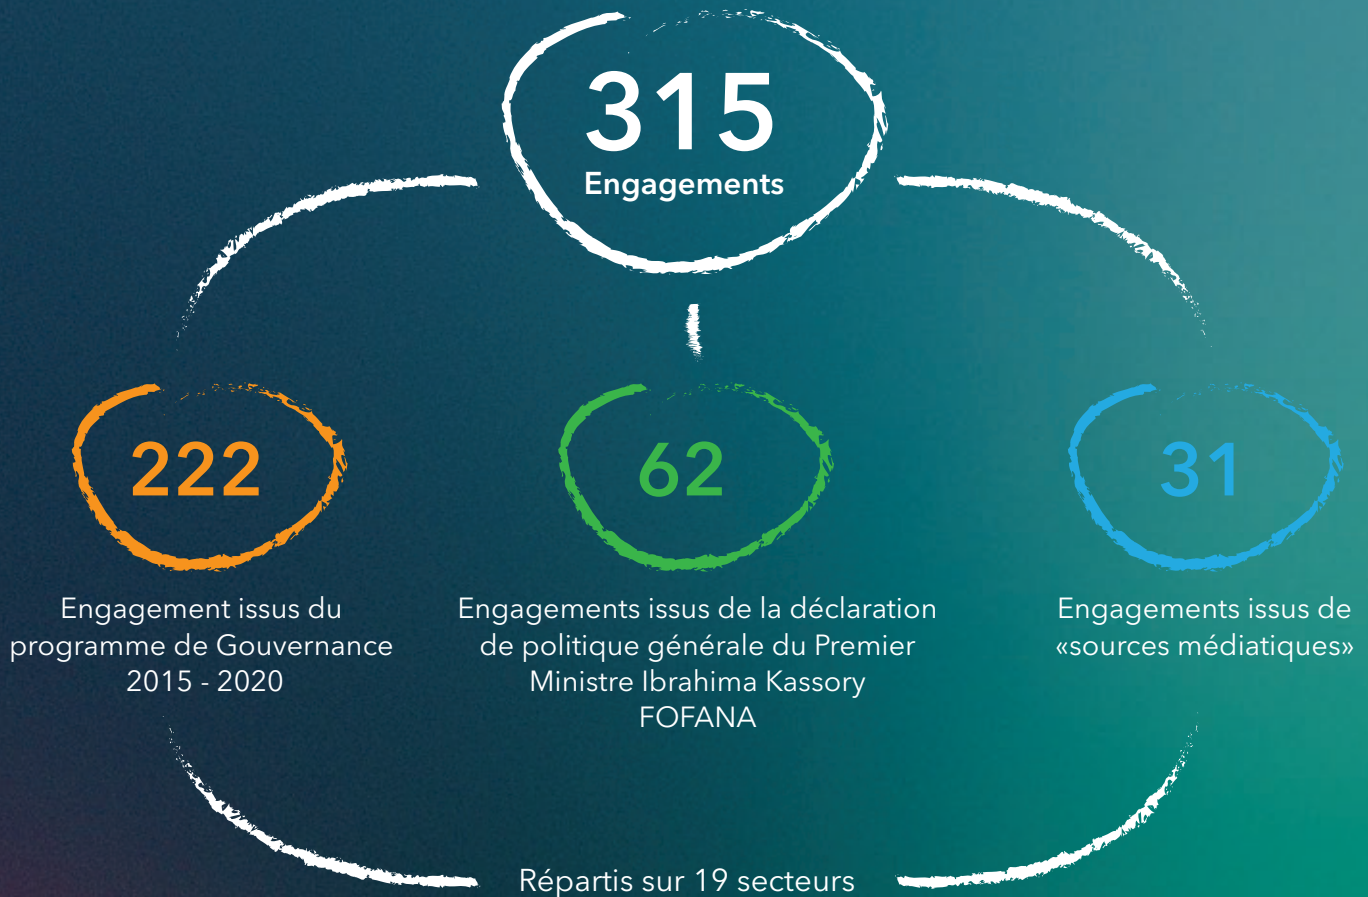 315
Engagements
222
Engagement issus du
programme de Gouvernance
2015 - 2020
62
Engagements issus de la déclaration
de politique générale du Premier
Ministre Ibrahima Kassory
FOFANA
31
Engagements issus de
«sources médiatiques»
Répartis sur 19 secteurs